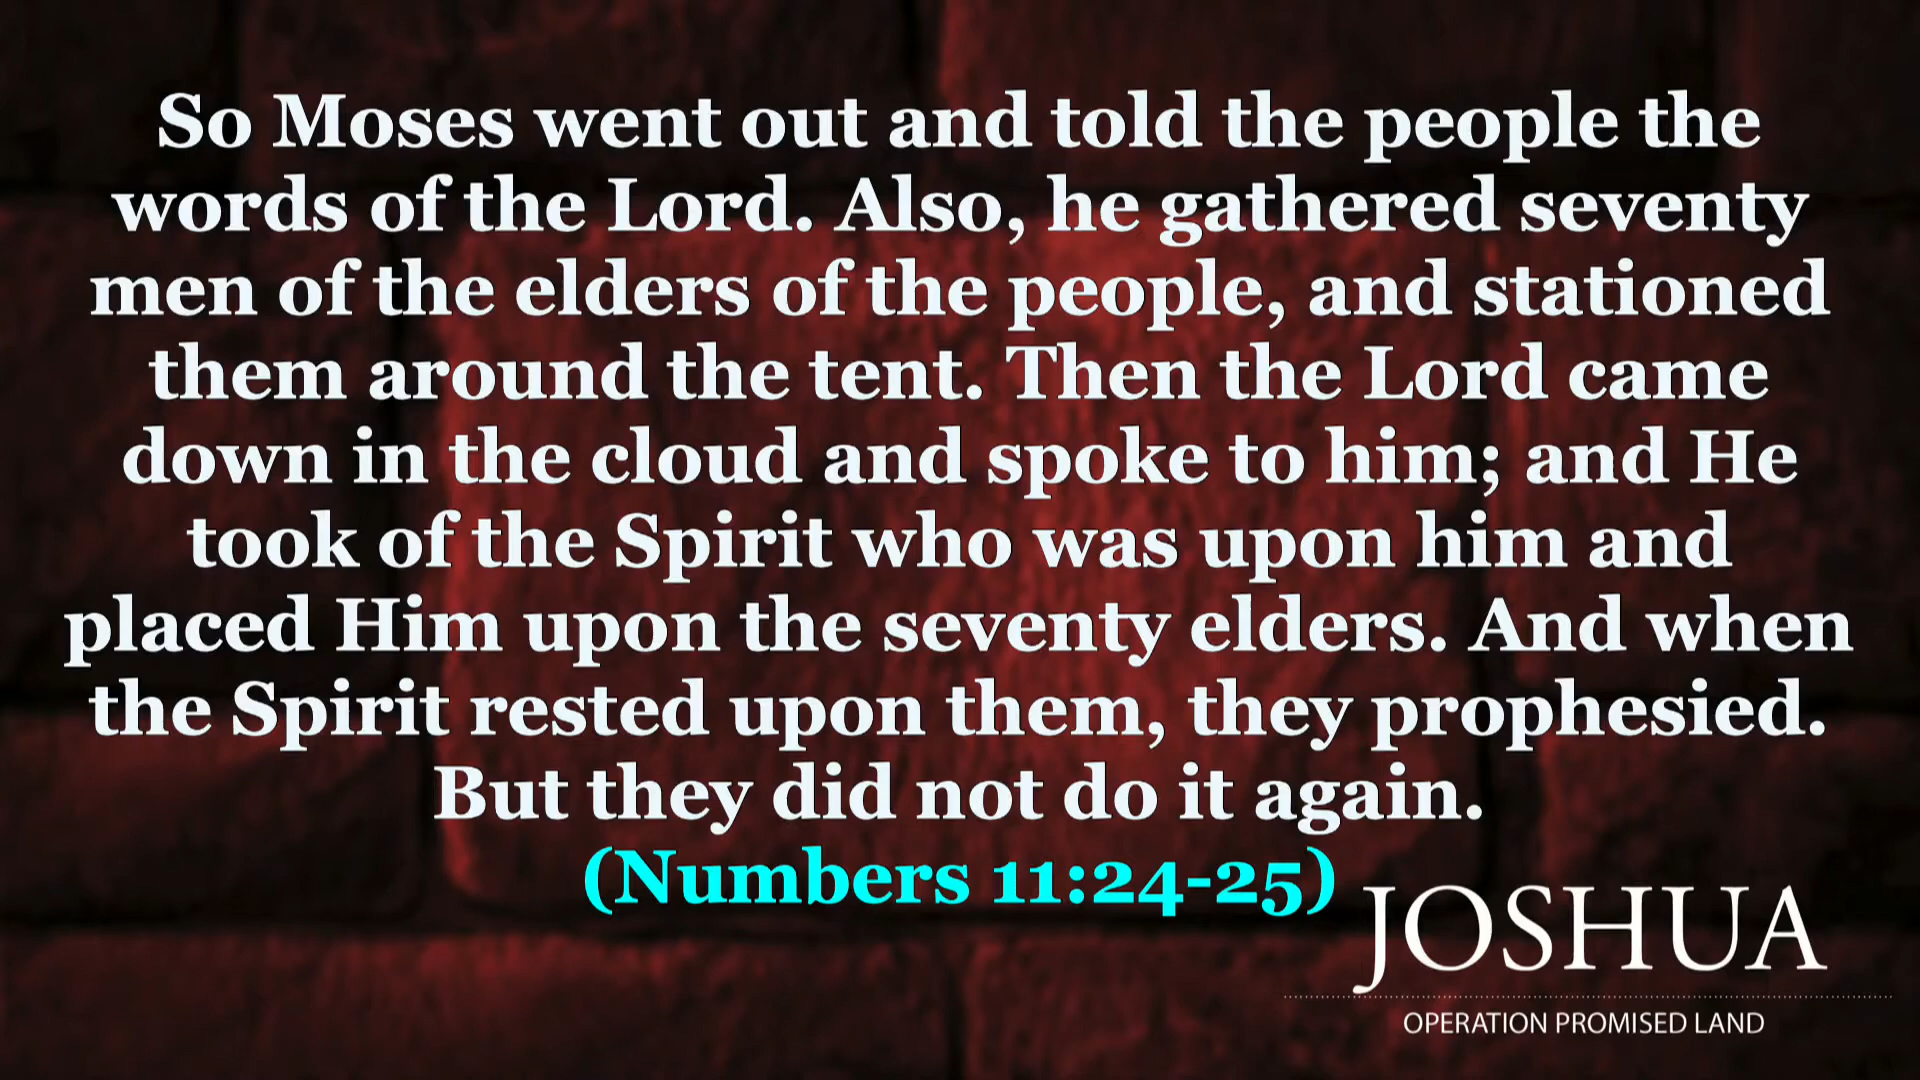 So Moses went out and told the people the
words of the Lord. Also, he gathered seventy
men of the elders of the people, and stationed
them around the tent. Then the Lord came
down in the cloud and spoke to him; and He
took of the Spirit who was upon him and
placed Him upon the seventy elders. And when
the Spirit rested upon them, they prophesied.
But they did not do it again.
(Numbers 11:24-25)
JOSHUA
OPERATION PROMISED LAND